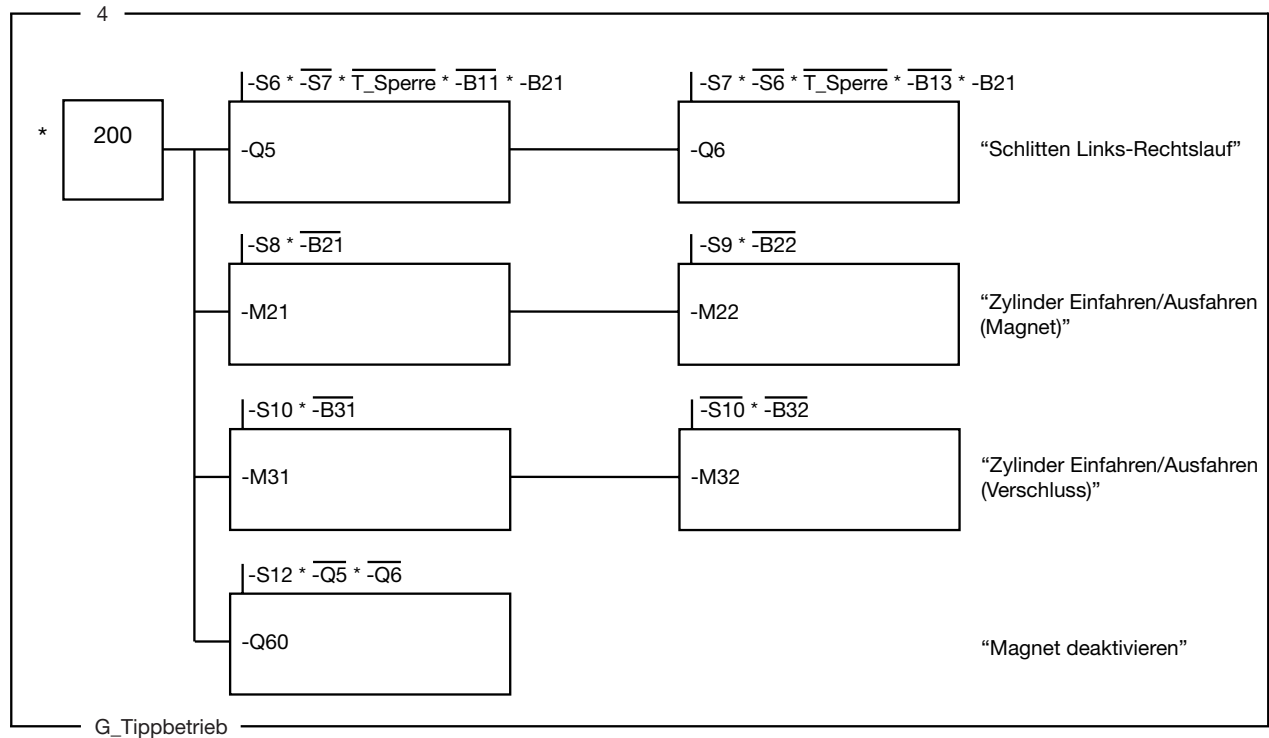 4
-S6 * -S7 * T_Sperre * -B11 * -B21
-S7 * -S6 * T_Sperre * -B13 * -B21
* 200
-Q5
-Q6
“Schlitten Links-Rechtslauf”
-S8 * -B21
-S9 * -B22
-M21
-M22
“Zylinder Einfahren/Ausfahren
(Magnet)”
-S10 * -B31
-S10 * -B32
-M31
-M32
“Zylinder Einfahren/Ausfahren
(Verschluss)”
-S12 * -Q5 * -Q6
-Q60
“Magnet deaktivieren”
G_Tippbetrieb